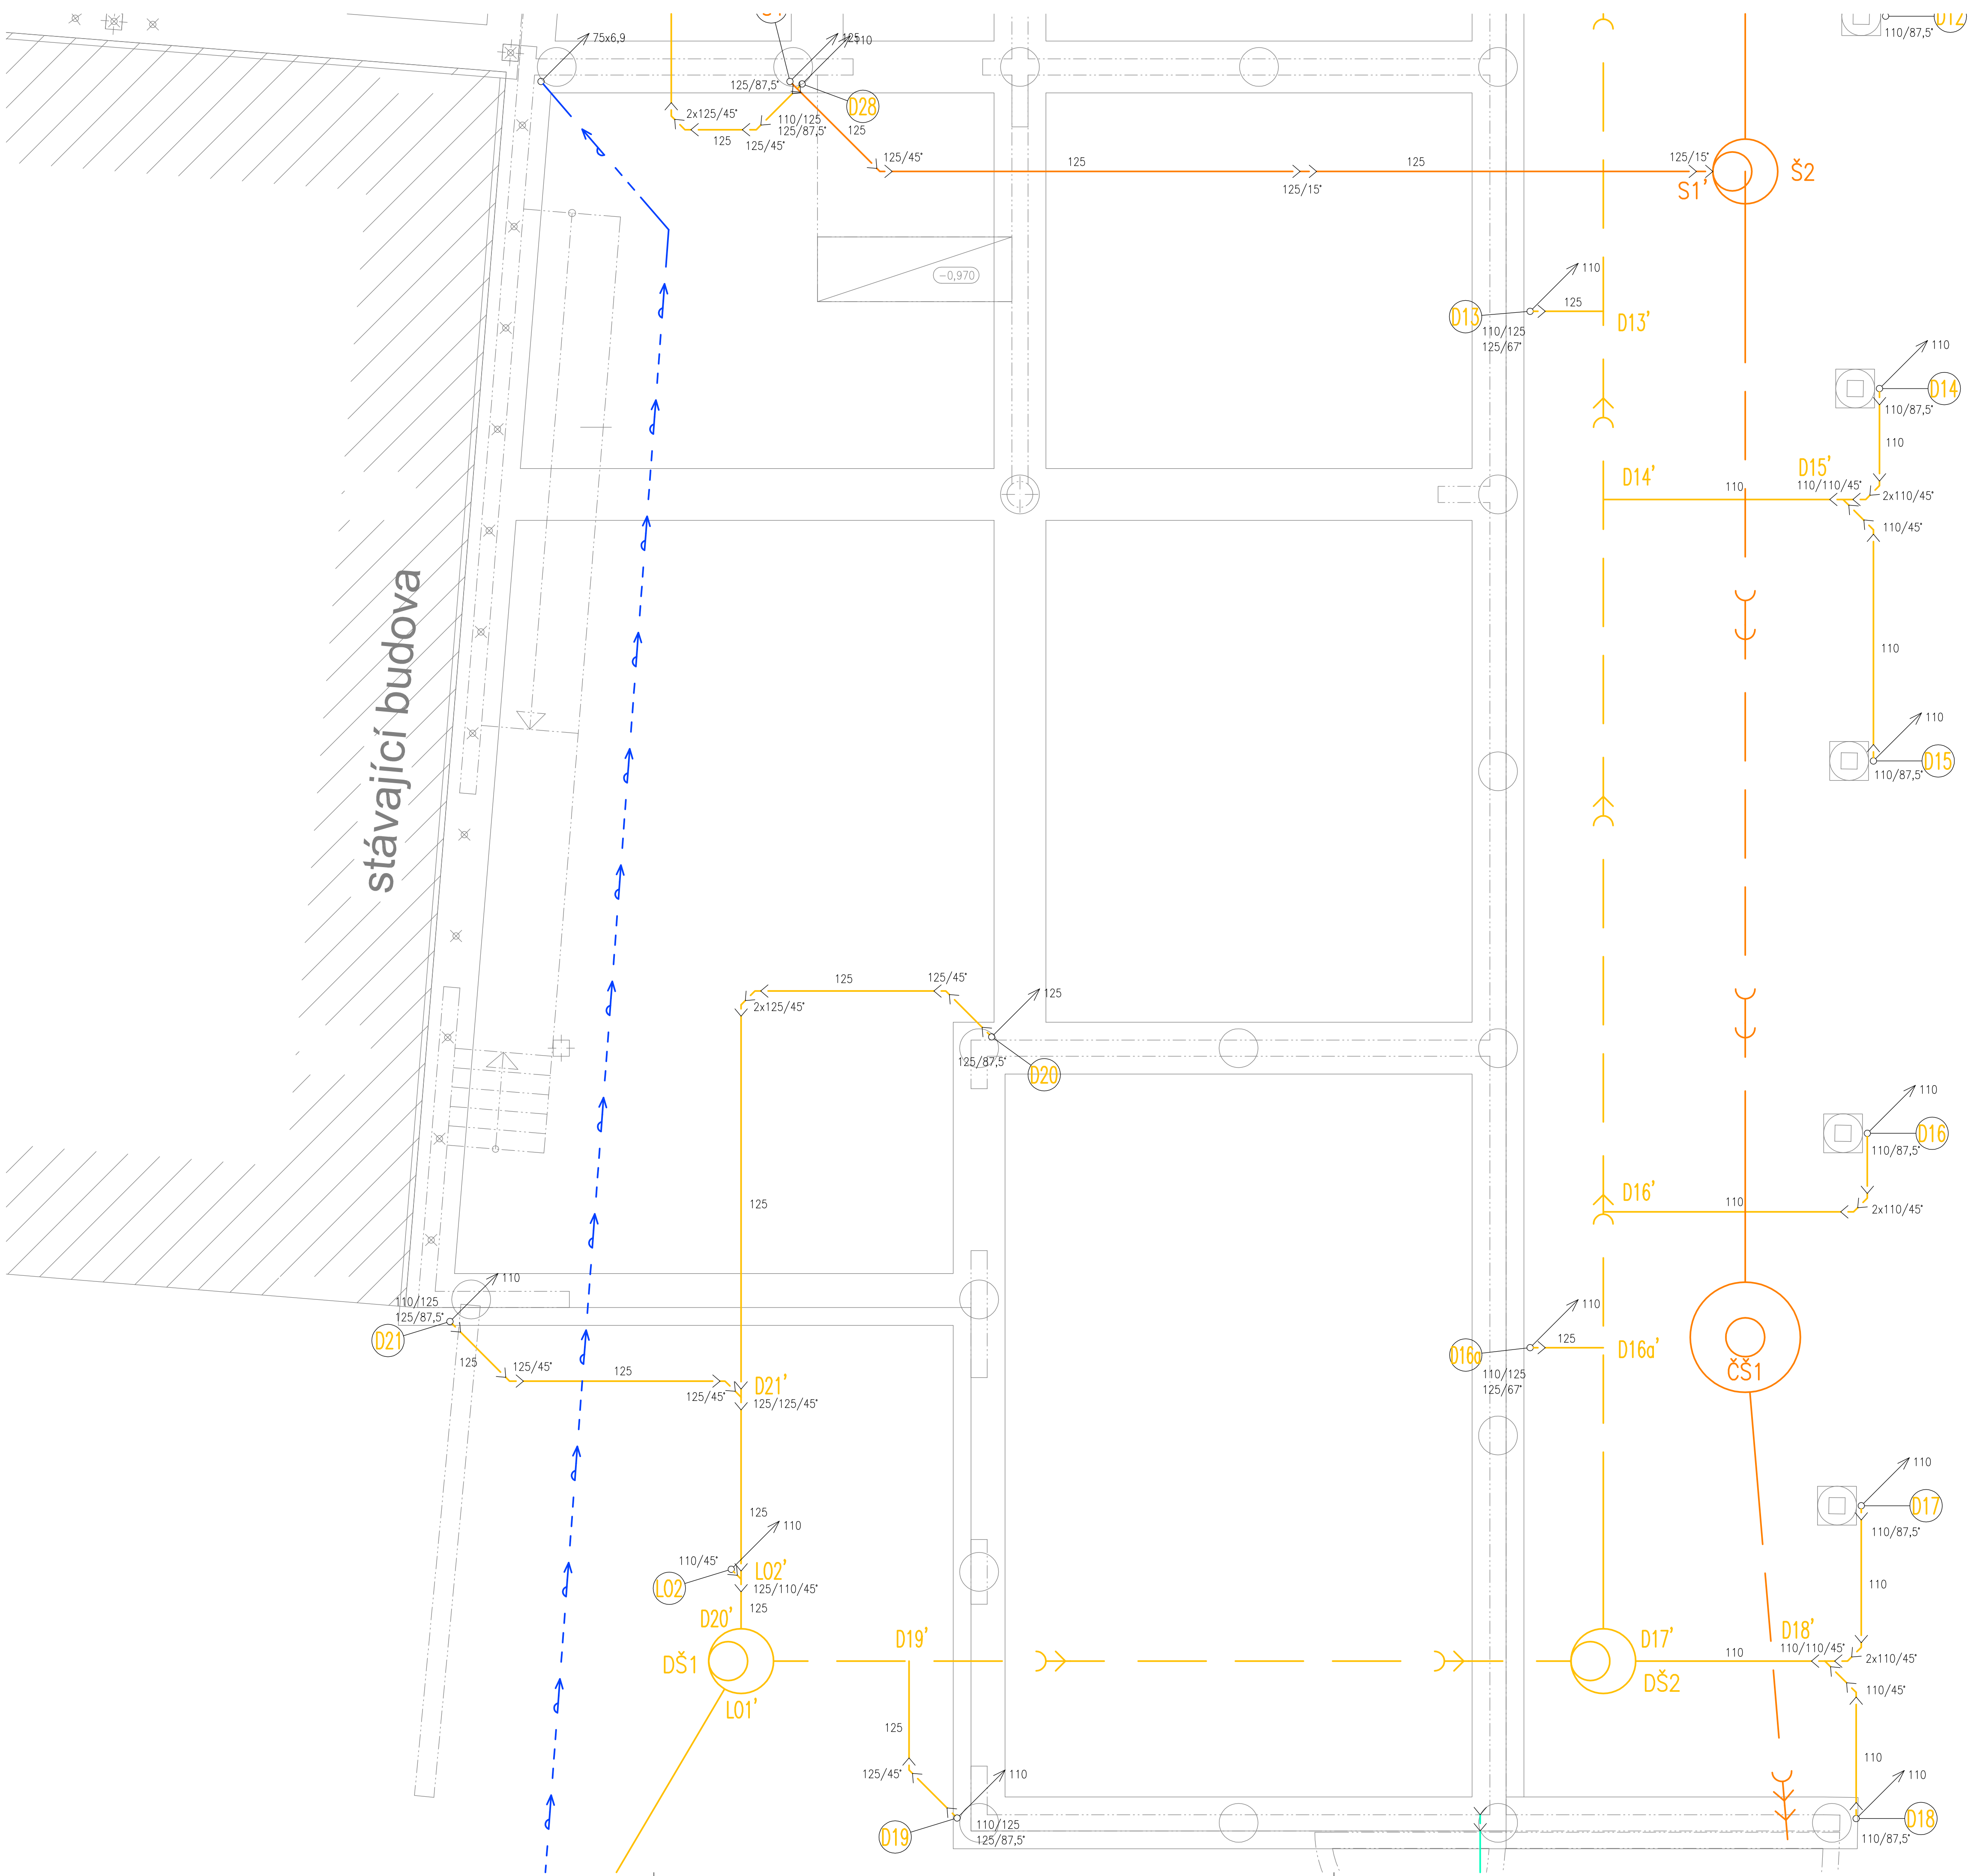 75x6,9
125
110
125/87,5°
D28
2x125/45°
125
125/45°
110/125
125/87,5°
125
125/45°
125
125/15°
125
125/15°
S1'
Š2
D12
110/87,5°
-0,970
110
125
D13
110/125
125/67°
D13'
110
D14
110/87,5°
110
D14'
110
D15'
110/110/45°
2x110/45°
110/45°
110
110
D15
110/87,5°
stávající budova
125
125/45°
2x125/45°
125
125/87,5°
D20
125
110
D16
110/87,5°
D16'
110
2x110/45°
110
110/125
125/87,5°
D21
125
125/45°
125
125/45°
D21'
125/125/45°
110
125
D16a
110/125
125/67°
D16a'
ČŠ1
125
110
110/45°
LO2
LO2'
125/110/45°
125
D20'
DŠ1
LO1'
D19'
125
125/45°
110
D19
110/125
125/87,5°
110
D17
110/87,5°
110
D17'
DŠ2
110
D18'
110/110/45°
2x110/45°
110/45°
110
110
D18
110/87,5°